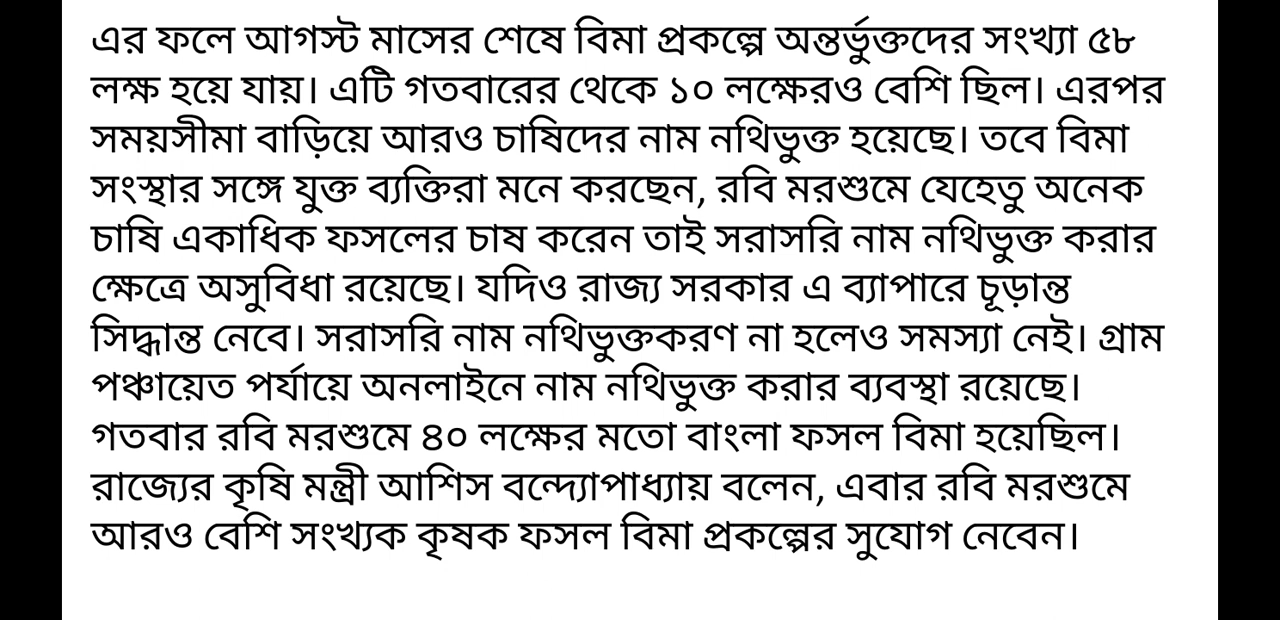 এর ফলে আগস্ট মাসের শেষে বিমা প্রকল্পে অন্তর্ভুক্তদের সংখ্যা ৫৮
লক্ষ হয়ে যায়। এটি গতবারের থেকে ১০ লক্ষেরও বেশি ছিল। এরপর
সময়সীমা বাড়িয়ে আরও চাষিদের নাম নথিভুক্ত হয়েছে। তবে বিমা
সংস্থার সঙ্গে যুক্ত ব্যক্তিরা মনে করছেন, রবি মরশুমে যেহেতু অনেক
চাষি একাধিক ফসলের চাষ করেন তাই সরাসরি নাম নথিভুক্ত করার
ক্ষেত্রে অসুবিধা রয়েছে। যদিও রাজ্য সরকার এ ব্যাপারে চূড়ান্ত
সিদ্ধান্ত নেবে। সরাসরি নাম নথিভুক্তকরণ না হলেও সমস্যা নেই। গ্রাম
পঞ্চায়েত পর্যায়ে অনলাইনে নাম নথিভুক্ত করার ব্যবস্থা রয়েছে।
গতবার রবি মরশুমে ৪০ লক্ষের মতো বাংলা ফসল বিমা হয়েছিল।
রাজ্যের কৃষি মন্ত্রী আশিস বন্দ্যোপাধ্যায় বলেন, এবার রবি মরশুমে
আরও বেশি সংখ্যক কৃষক ফসল বিমা প্রকল্পের সুযোগ নেবেন।